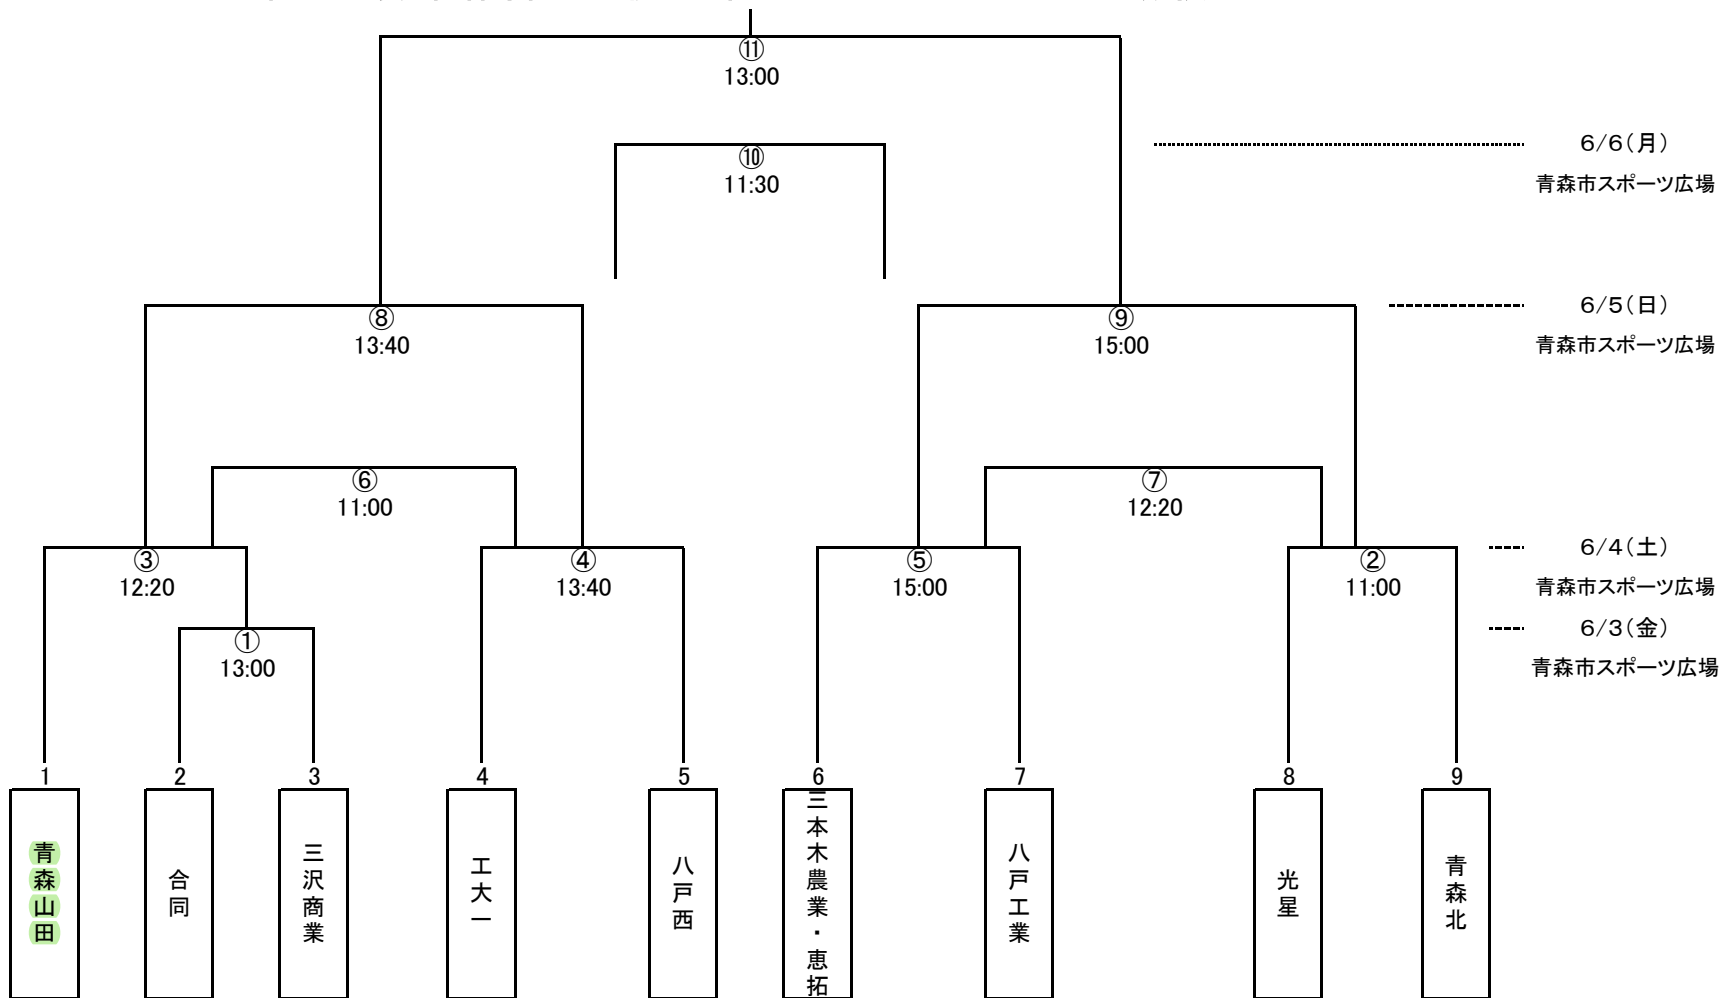 ⑪
13:00
⑩
11:30
6/6(月)
青森市スポーツ広場
⑧
13:40
⑨
15:00
6/5(日)
青森市スポーツ広場
⑥
11:00
⑦
12:20
③
12:20
④
13:40
⑤
15:00
②
11:00
6/4(土)
青森市スポーツ広場
①
13:00
6/3(金)
青森市スポーツ広場
1
2
3
4
5
6
7
8
9
青森山田
合同
三沢商業
工大一
八戸西
三本木農業・恵拓
八戸工業
光星
青森北